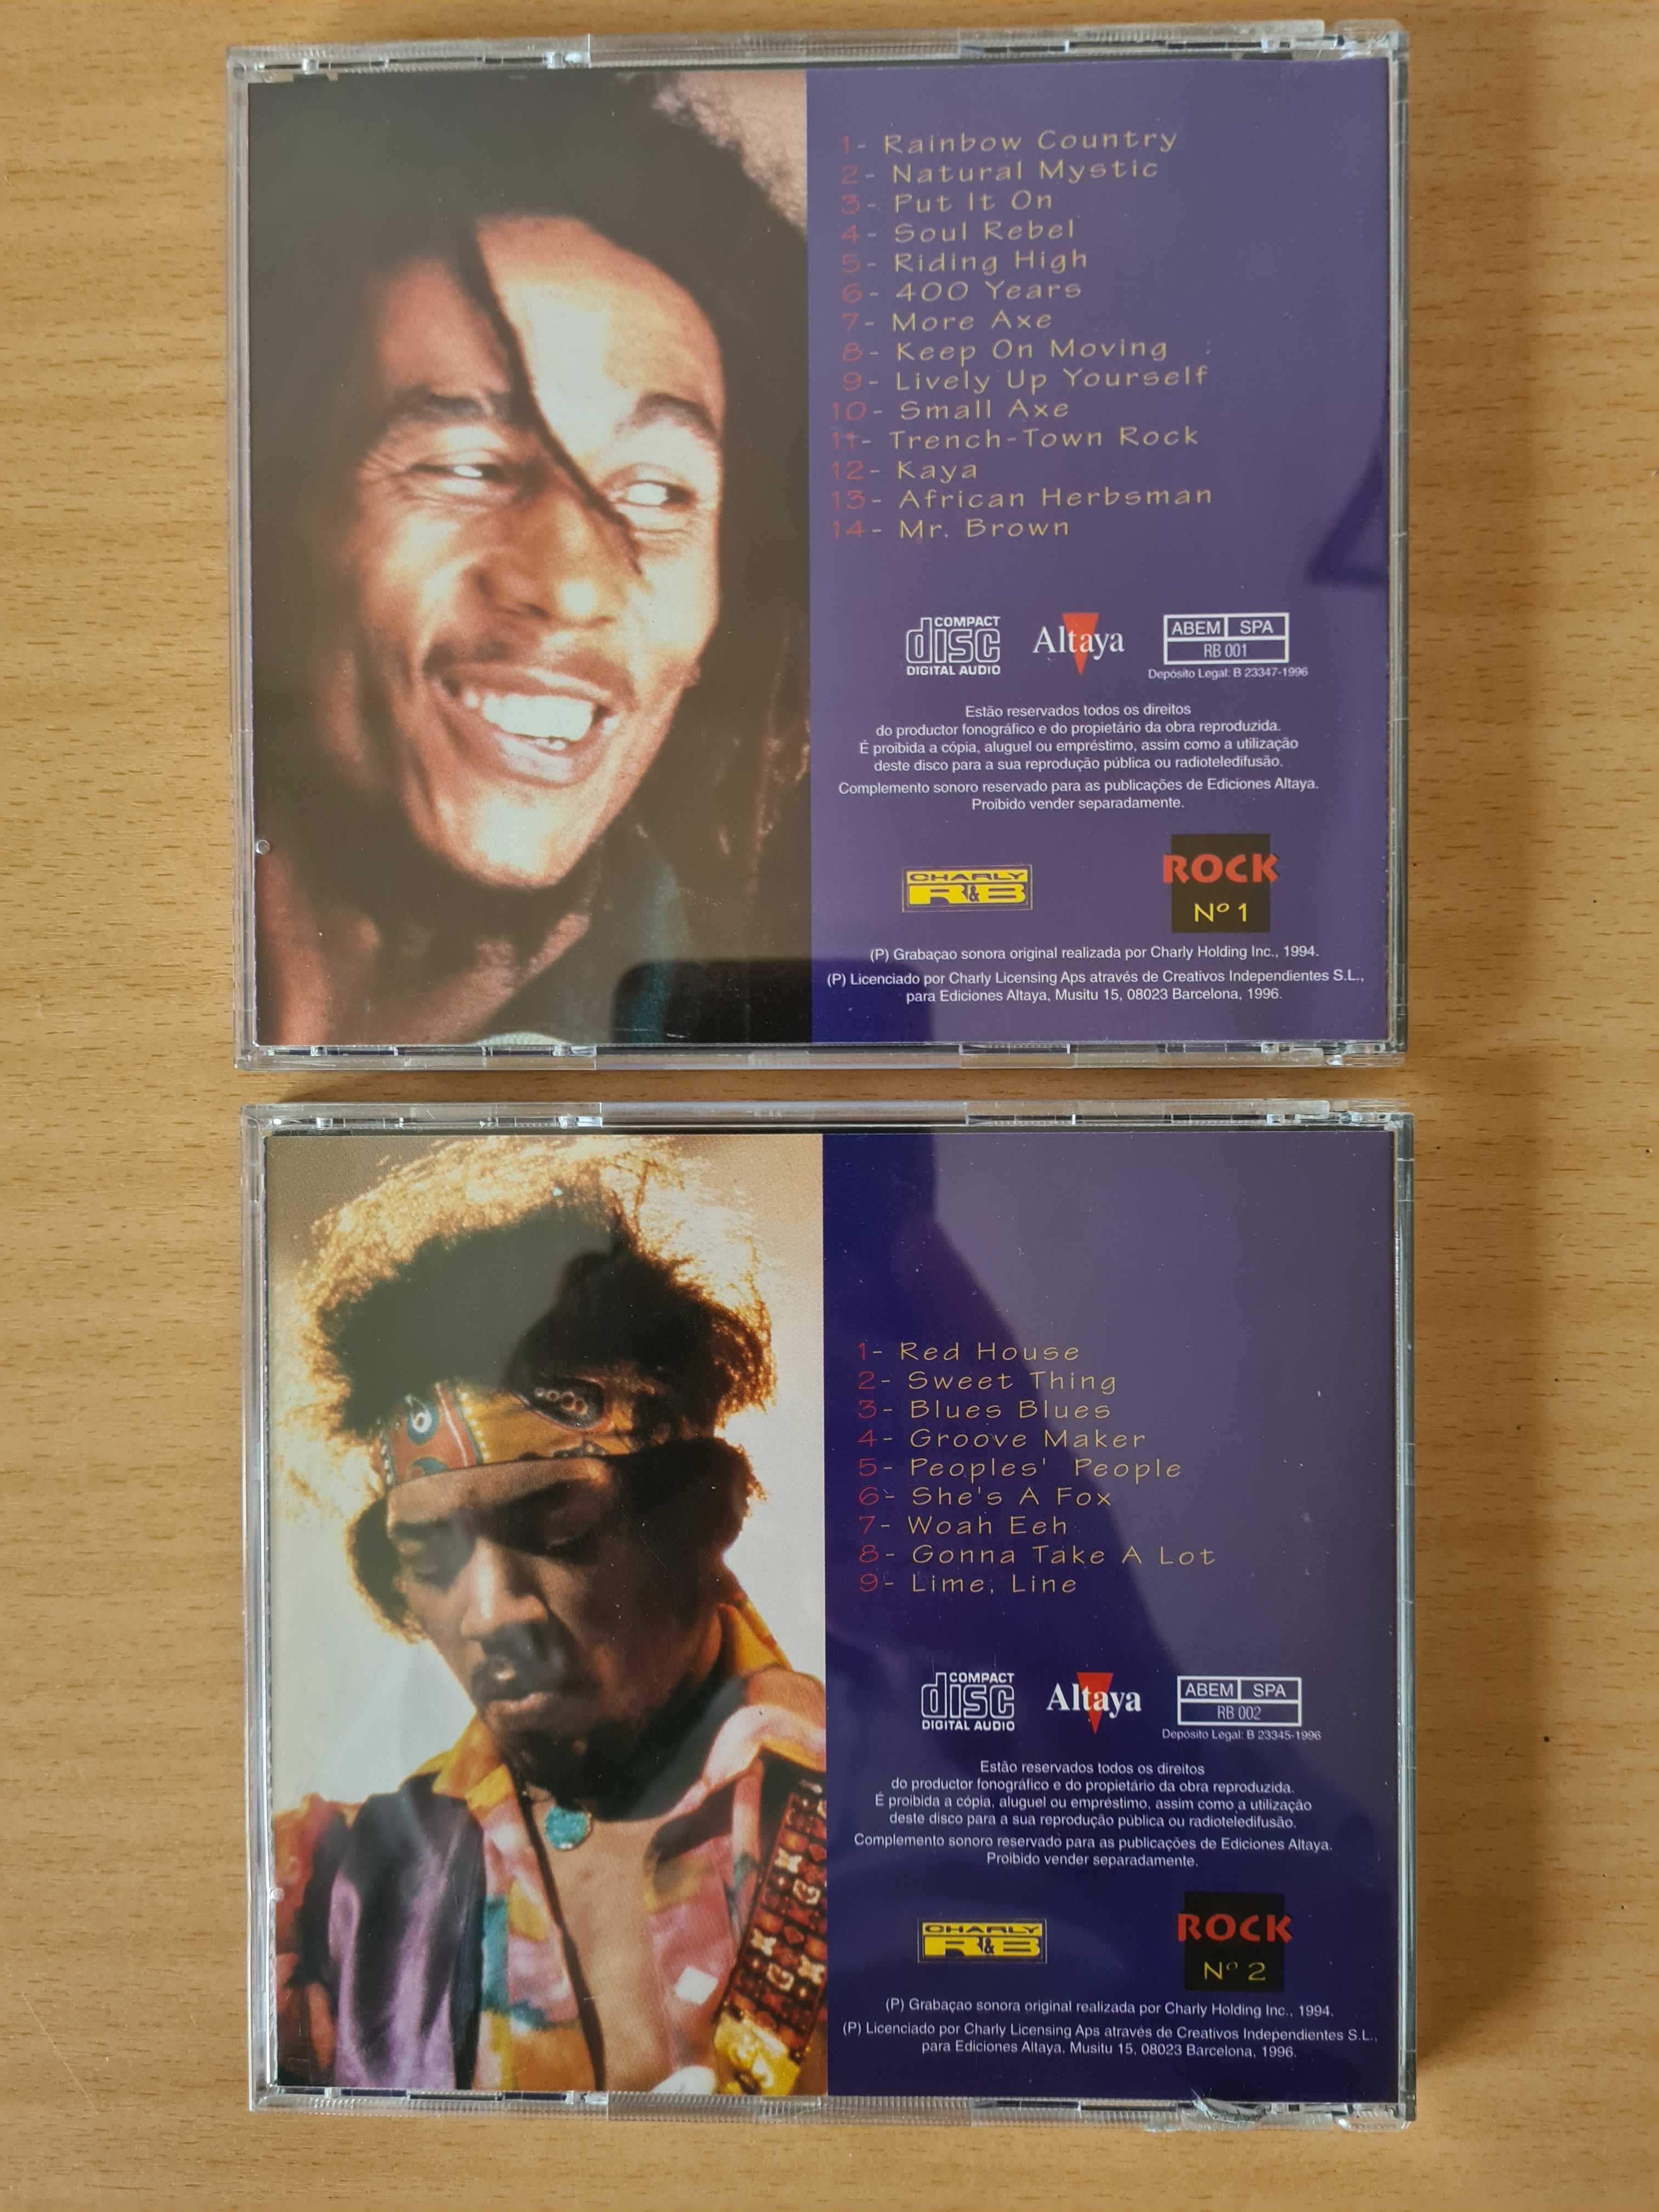 1- Rainbow Country
2- Natural Mystic
3- Put It On
4- Soul Rebel
5- Riding High
6- 400 Years
7- More Axe
8- Keep On Moving
9- Lively Up Yourself
10- Small Axe
11- Trench-Town Rock
12- Kaya
13- African Herbsman
14- Mr. Brown
COMPACT
disc
DIGITAL AUDIO
Altaya
ABEM SPA
RB 001
Depósito Legal: B 23347-1996
Estão reservados todos os direitos
do productor fonográfico e do propietário da obra reproduzida.
É proibida a cópia, aluguel ou empréstimo, assim como a utilização
deste disco para a sua reprodução pública ou radioteledifusão.
Complemento sonoro reservado para as publicações de Ediciones Altaya.
Proibido vender separadamente.
CHARLY
R&B
ROCK
Nº 1
(P) Grabaçao sonora original realizada por Charly Holding Inc., 1994.
(P) Licenciado por Charly Licensing Aps através de Creativos Independientes S.L.,
para Ediciones Altaya, Musitu 15, 08023 Barcelona, 1996.
1- Red House
2- Sweet Thing
3- Blues Blues
4- Groove Maker
5- Peoples' People
6- She's A Fox
7- Woah Eeh
8- Gonna Take A Lot
9- Lime, Line
COMPACT
disc
DIGITAL AUDIO
Altaya
ABEM SPA
RB 002
Depósito Legal: B 23345-1996
Estão reservados todos os direitos
do productor fonográfico e do propietário da obra reproduzida.
É proibida a cópia, aluguel ou empréstimo, assim como a utilização
deste disco para a sua reprodução pública ou radioteledifusão.
Complemento sonoro reservado para as publicações de Ediciones Altaya.
Proibido vender separadamente.
CHARLY
R&B
ROCK
Nº 2
(P) Grabaçao sonora original realizada por Charly Holding Inc., 1994.
(P) Licenciado por Charly Licensing Aps através de Creativos Independientes S.L.,
para Ediciones Altaya, Musitu 15, 08023 Barcelona, 1996.